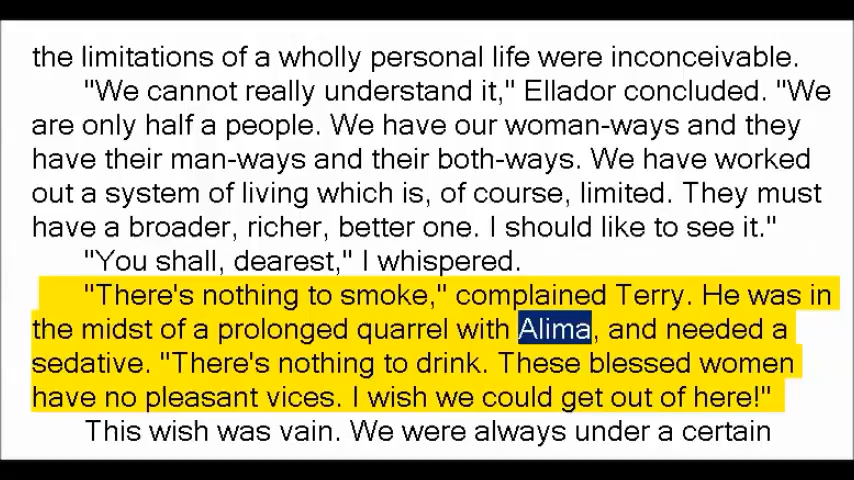 the limitations of a wholly personal life were inconceivable.
"We cannot really understand it," Ellador concluded. "We
are only half a people. We have our woman-ways and they
have their man-ways and their both-ways. We have worked
out a system of living which is, of course, limited. They must
have a broader, richer, better one. I should like to see it."
"You shall, dearest," I whispered.
"There's nothing to smoke," complained Terry. He was in
the midst of a prolonged quarrel with Alima, and needed a
sedative. "There's nothing to drink. These blessed women
have no pleasant vices. I wish we could get out of here!"
This wish was vain. We were always under a certain